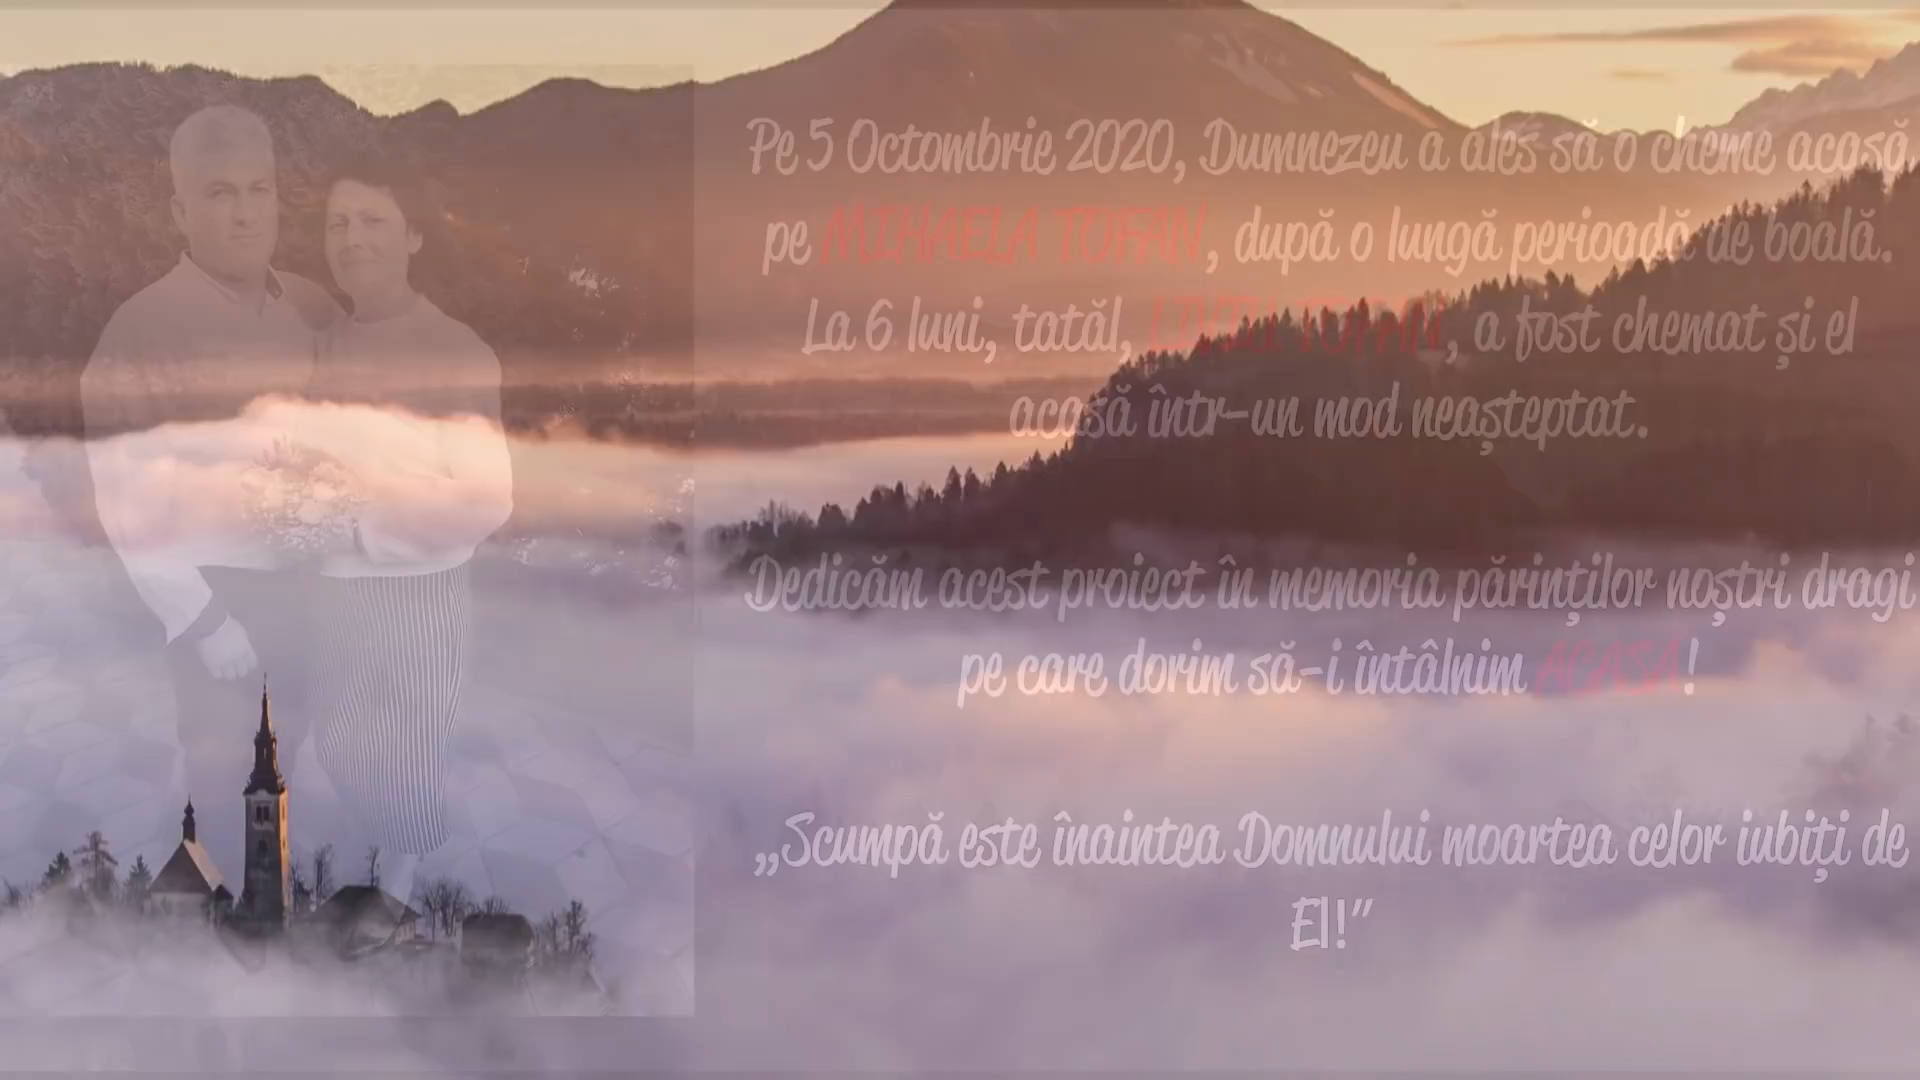 Pe 5 Octombrie 2020, Dumnezeu a ales să o cheme acasă
pe MIHAELA TOFAN, după o lungă perioadă de boală.
La 6 luni, tatăl, LIVIU TOFAN, a fost chemat și el
acasă într-un mod neașteptat.
Dedicăm acest proiect în memoria părinților noștri dragi
pe care dorim să-i întâlnim ACASĂ!
„Scumpă este înaintea Domnului moartea celor iubiți de
El!”